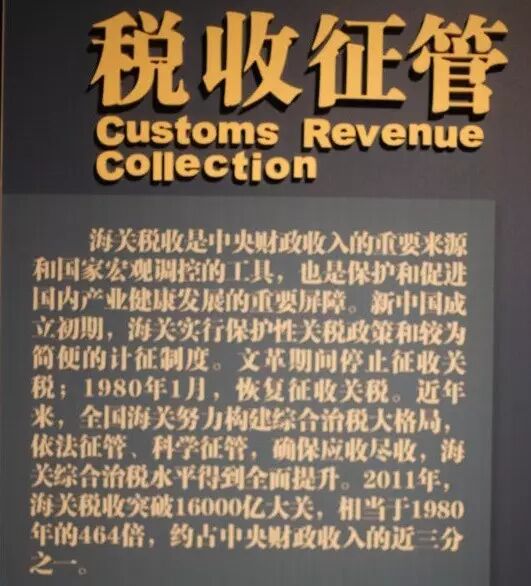 税收征管
Customs Revenue
Collection
海关税收是中央财政收入的重要来源
和国家宏观调控的工具，也是保护和促进
国内产业健康发展的重要屏障。新中国成
立初期，海关实行保护性关税政策和较为
简便的计征制度。文革期间停止征收关
税；1980年1月，恢复征收关税。近年
来，全国海关努力构建综合治税大格局，
依法征管、科学征管，确保应收尽收，海
关综合治税水平得到全面提升。2011年，
海关税收突破16000亿大关，相当于1980
年的464倍，约占中央财政收入的近三分
之一。